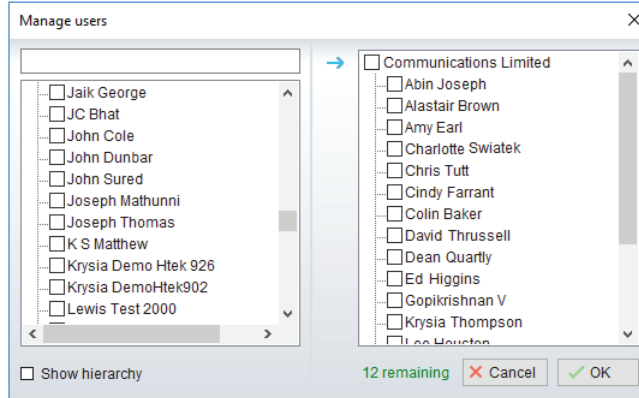 Manage users
Jaik George
JC Bhat
John Cole
John Dunbar
John Sured
Joseph Mathunni
Joseph Thomas
K S Matthew
Krysia Demo Htek 926
Krysia DemoHtek902
Lewis Test 2000
Show hierarchy
Communications Limited
Abin Joseph
Alastair Brown
Amy Earl
Charlotte Swiatek
Chris Tutt
Cindy Farrant
Colin Baker
David Thrussell
Dean Quartly
Ed Higgins
Gopikrishnan V
Krysia Thompson
Lee Houston
12 remaining
Cancel
OK